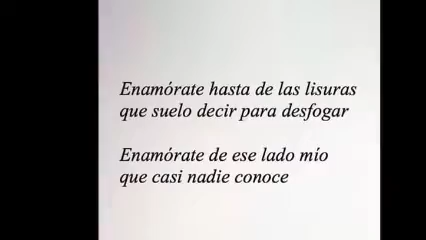 Enamórate hasta de las lisuras
que suelo decir para desfogar
Enamórate de ese lado mío
que casi nadie conoce